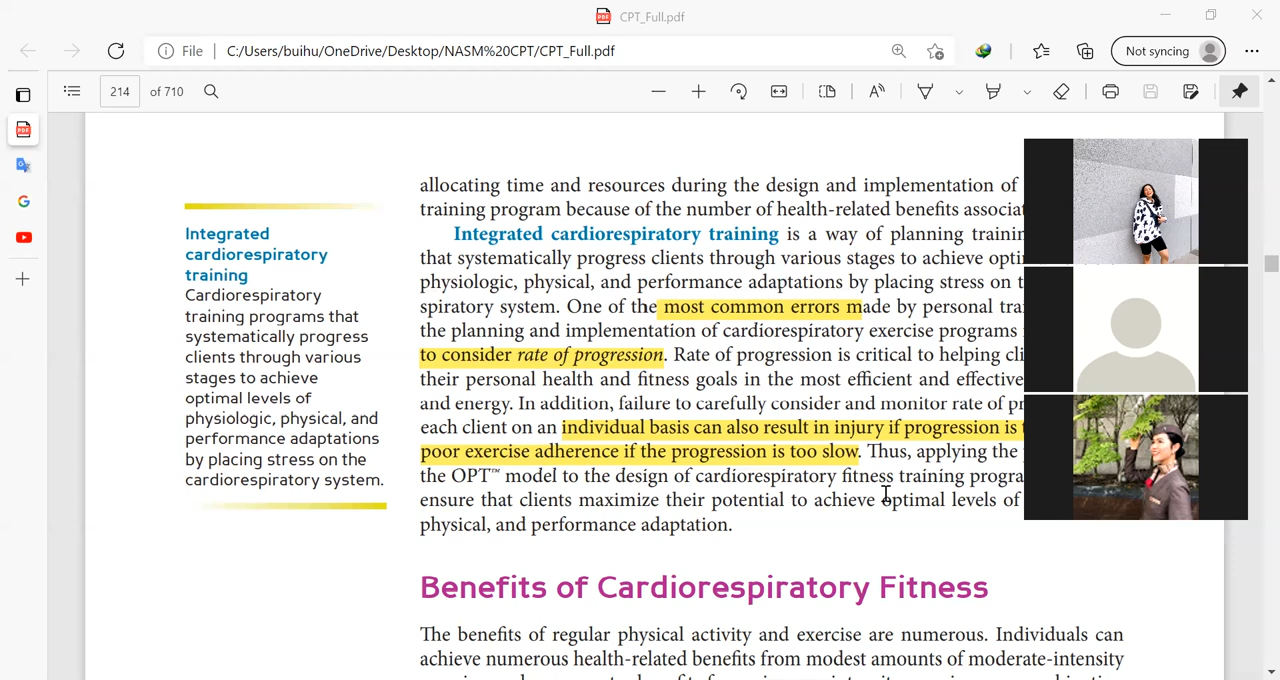 CPT_Full.pdf
File
C:/Users/buihu/OneDrive/Desktop/NASM%20CPT/CPT_Full.pdf
Not syncing
214 of 710
allocating time and resources during the design and implementation of
training program because of the number of health-related benefits associat
Integrated cardiorespiratory training is a way of planning trainin
that systematically progress clients through various stages to achieve opti
physiologic, physical, and performance adaptations by placing stress on t
spiratory system. One of the most common errors made by personal trai
the planning and implementation of cardiorespiratory exercise programs
to consider rate of progression. Rate of progression is critical to helping cli
their personal health and fitness goals in the most efficient and effective
and energy. In addition, failure to carefully consider and monitor rate of pr
each client on an individual basis can also result in injury if progression is t
poor exercise adherence if the progression is too slow. Thus, applying the
the OPT™ model to the design of cardiorespiratory fitness training progra
ensure that clients maximize their potential to achieve optimal levels of
physical, and performance adaptation.
Integrated
cardiorespiratory
training
Cardiorespiratory
training programs that
systematically progress
clients through various
stages to achieve
optimal levels of
physiologic, physical, and
performance adaptations
by placing stress on the
cardiorespiratory system.
Benefits of Cardiorespiratory Fitness
The benefits of regular physical activity and exercise are numerous. Individuals can
achieve numerous health-related benefits from modest amounts of moderate-intensity